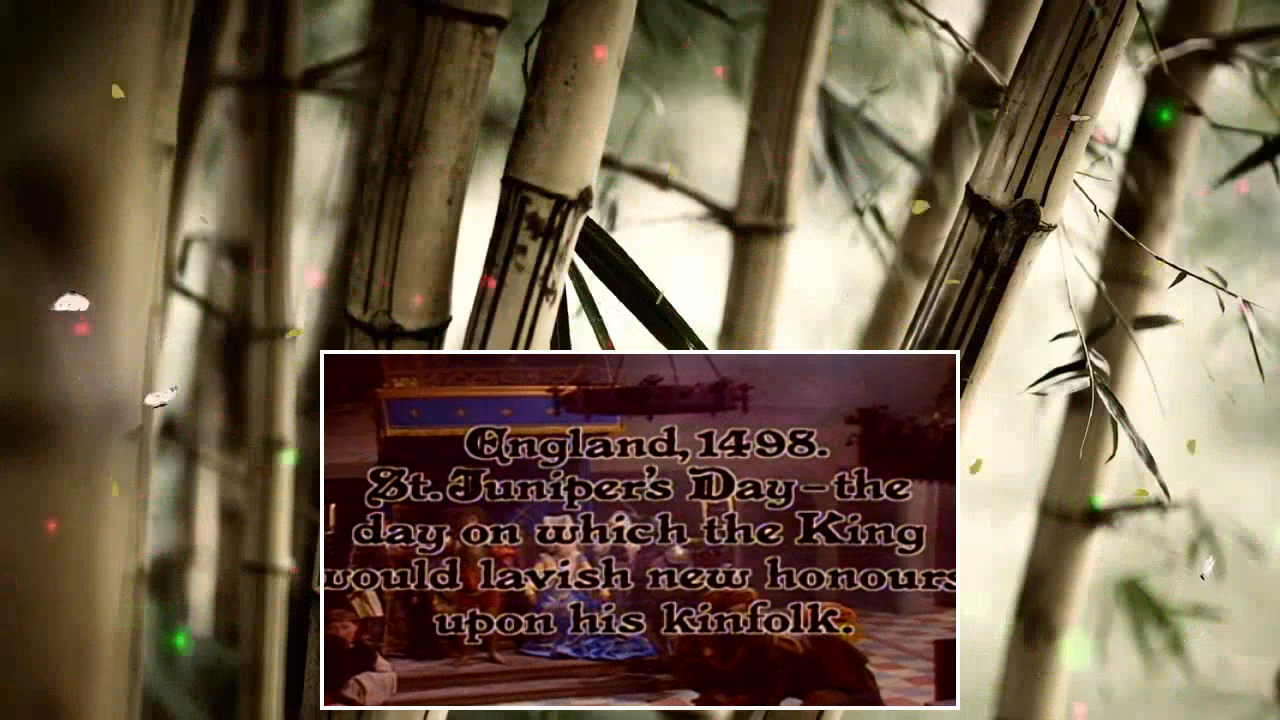 England, 1498.
St. Juniper's Day-the
day on which the King
would lavish new honours
upon his kinfolk.